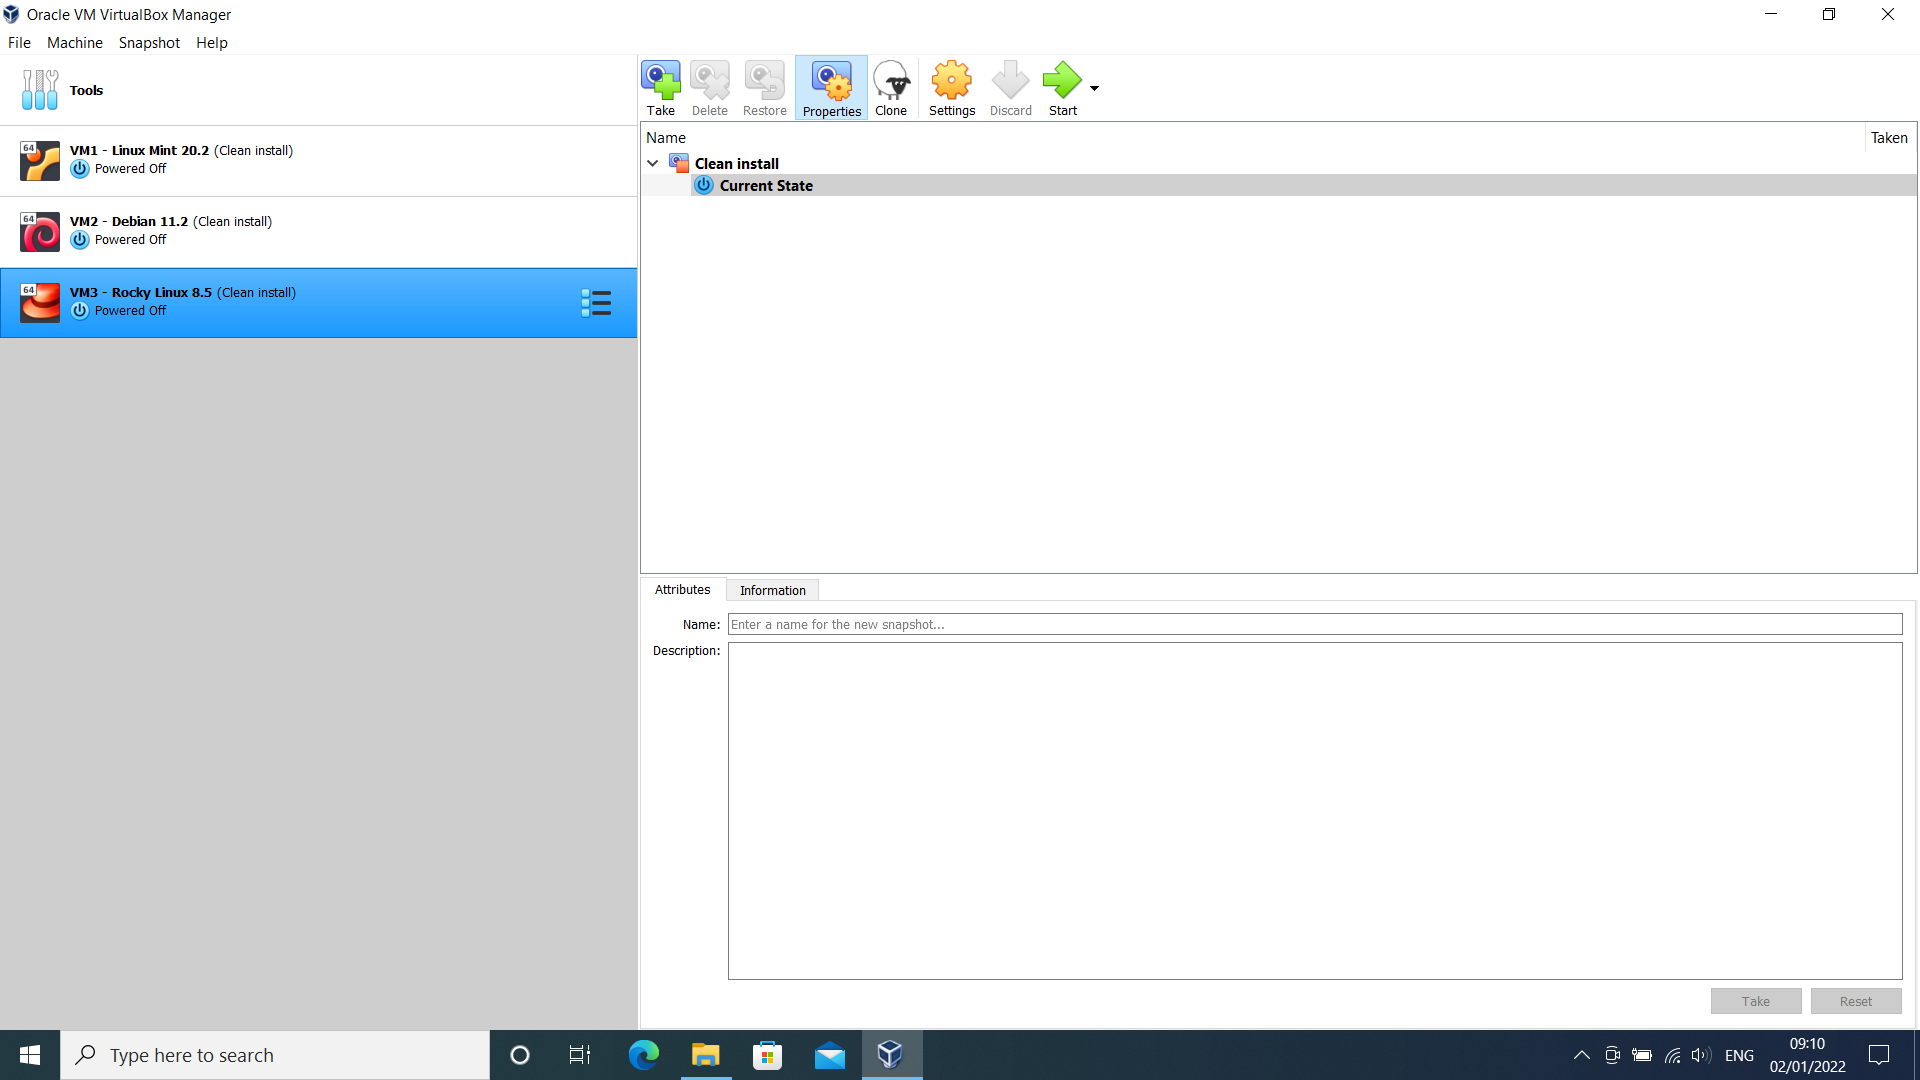 Oracle VM VirtualBox Manager
File Machine Snapshot Help
Tools
64
VM1 - Linux Mint 20.2 (Clean install)
Powered Off
64
VM2 - Debian 11.2 (Clean install)
Powered Off
64
VM3 - Rocky Linux 8.5 (Clean install)
Powered Off
Take Delete Restore Properties Clone Settings Discard Start
Name Taken
Clean install
Current State
Attributes Information
Name: Enter a name for the new snapshot...
Description:
Take Reset
Type here to search
ENG
09:10
02/01/2022